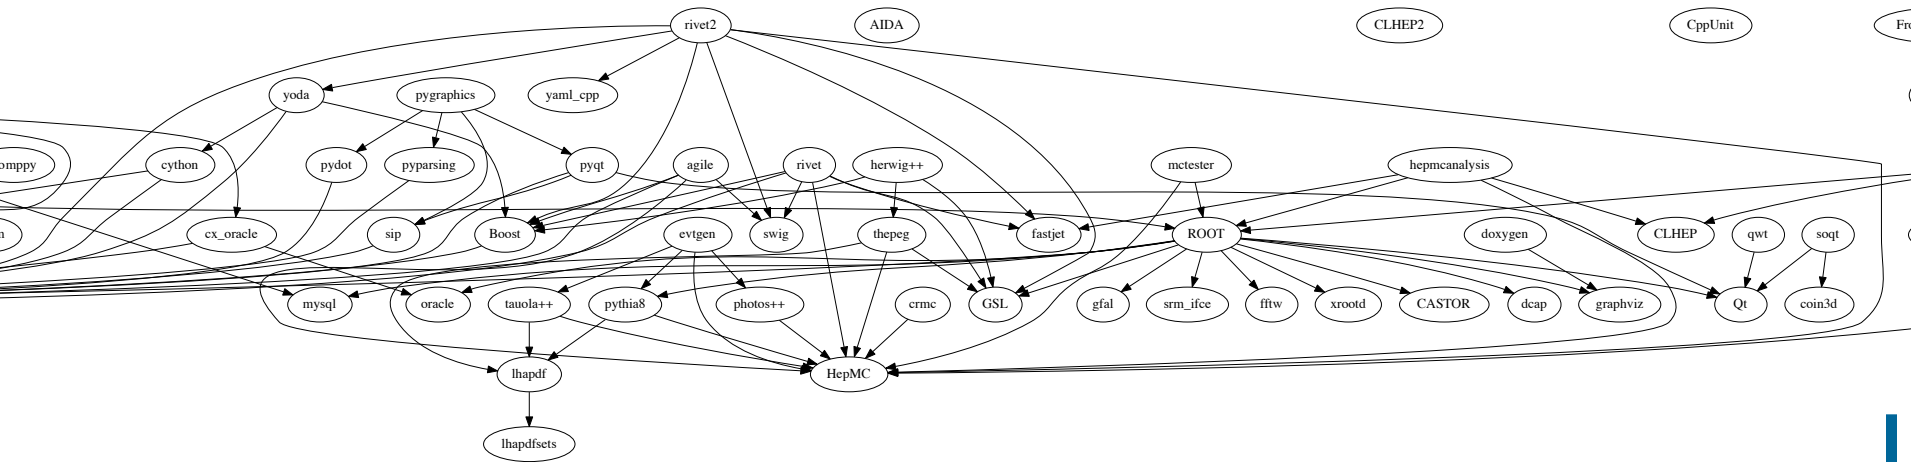 rivet2 AIDA CLHEP2 CppUnit
yoda pygraphics yaml_cpp
cython pydot pyparsing pyqt agile rivet herwig++ mctester hepmcanalysis
cx_oracle sip Boost evtgen swig thepeg fastjet ROOT doxygen CLHEP qwt soqt
mysql oracle tauola++ pythia8 photos++ crmc GSL gfal srm_ifce fftw xrootd CASTOR dcap graphviz Qt coin3d
lhapdf HepMC
lhapdfsets